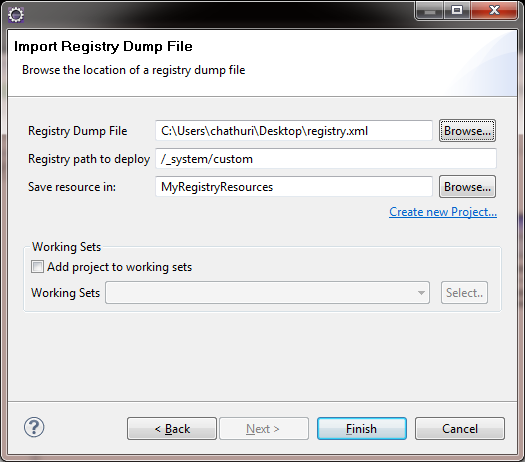 Import Registry Dump File
Browse the location of a registry dump file
Registry Dump File C:\Users\chathuri\Desktop\registry.xml Browse...
Registry path to deploy /_system/custom
Save resource in: MyRegistryResources Browse...
Create new Project...
Working Sets
Add project to working sets
Working Sets Select..
? < Back Next > Finish Cancel